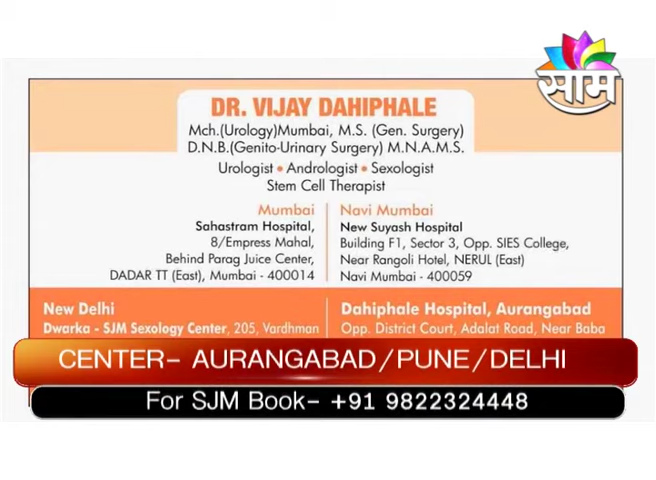 साम
DR. VIJAY DAHIPHALE
Mch.(Urology)Mumbai, M.S. (Gen. Surgery)
D.N.B.(Genito-Urinary Surgery) M.N.A.M.S.
Urologist • Andrologist • Sexologist
Stem Cell Therapist
Mumbai
Sahastram Hospital,
8/Empress Mahal,
Behind Parag Juice Center,
DADAR TT (East), Mumbai - 400014
Navi Mumbai
New Suyash Hospital
Building F1, Sector 3, Opp. SIES College,
Near Rangoli Hotel, NERUL (East)
Navi Mumbai - 400059
New Delhi
Dwarka - SJM Sexology Center, 205, Vardhman
Dahiphale Hospital, Aurangabad
Opp. District Court, Adalat Road, Near Baba
CENTER- AURANGABAD/PUNE/DELHI
For SJM Book- +91 9822324448